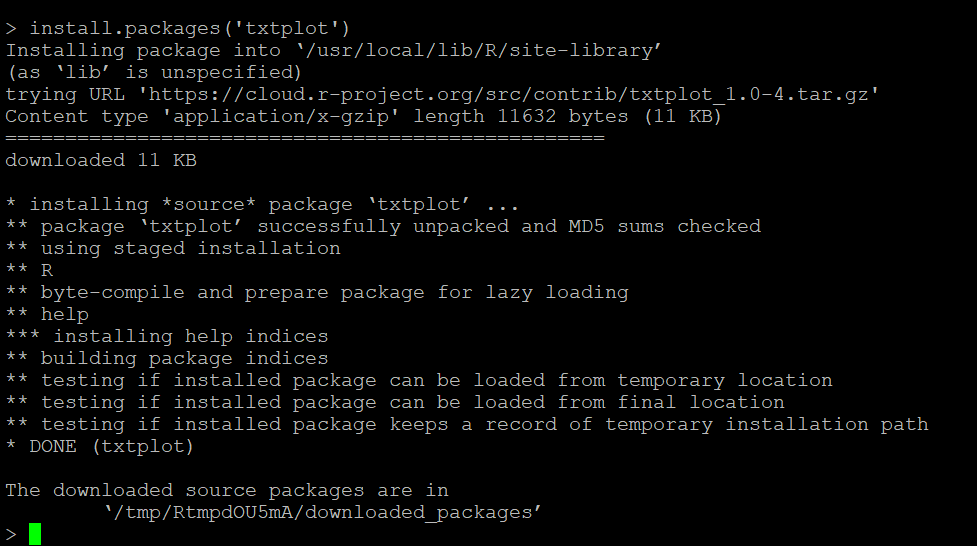 > install.packages('txtplot')
Installing package into ‘/usr/local/lib/R/site-library’
(as ‘lib’ is unspecified)
trying URL 'https://cloud.r-project.org/src/contrib/txtplot_1.0-4.tar.gz'
Content type 'application/x-gzip' length 11632 bytes (11 KB)
==================================================
downloaded 11 KB

* installing *source* package ‘txtplot’ ...
** package ‘txtplot’ successfully unpacked and MD5 sums checked
** using staged installation
** R
** byte-compile and prepare package for lazy loading
** help
*** installing help indices
** building package indices
** testing if installed package can be loaded from temporary location
** testing if installed package can be loaded from final location
** testing if installed package keeps a record of temporary installation path
* DONE (txtplot)

The downloaded source packages are in
        ‘/tmp/RtmpdOU5mA/downloaded_packages’
>